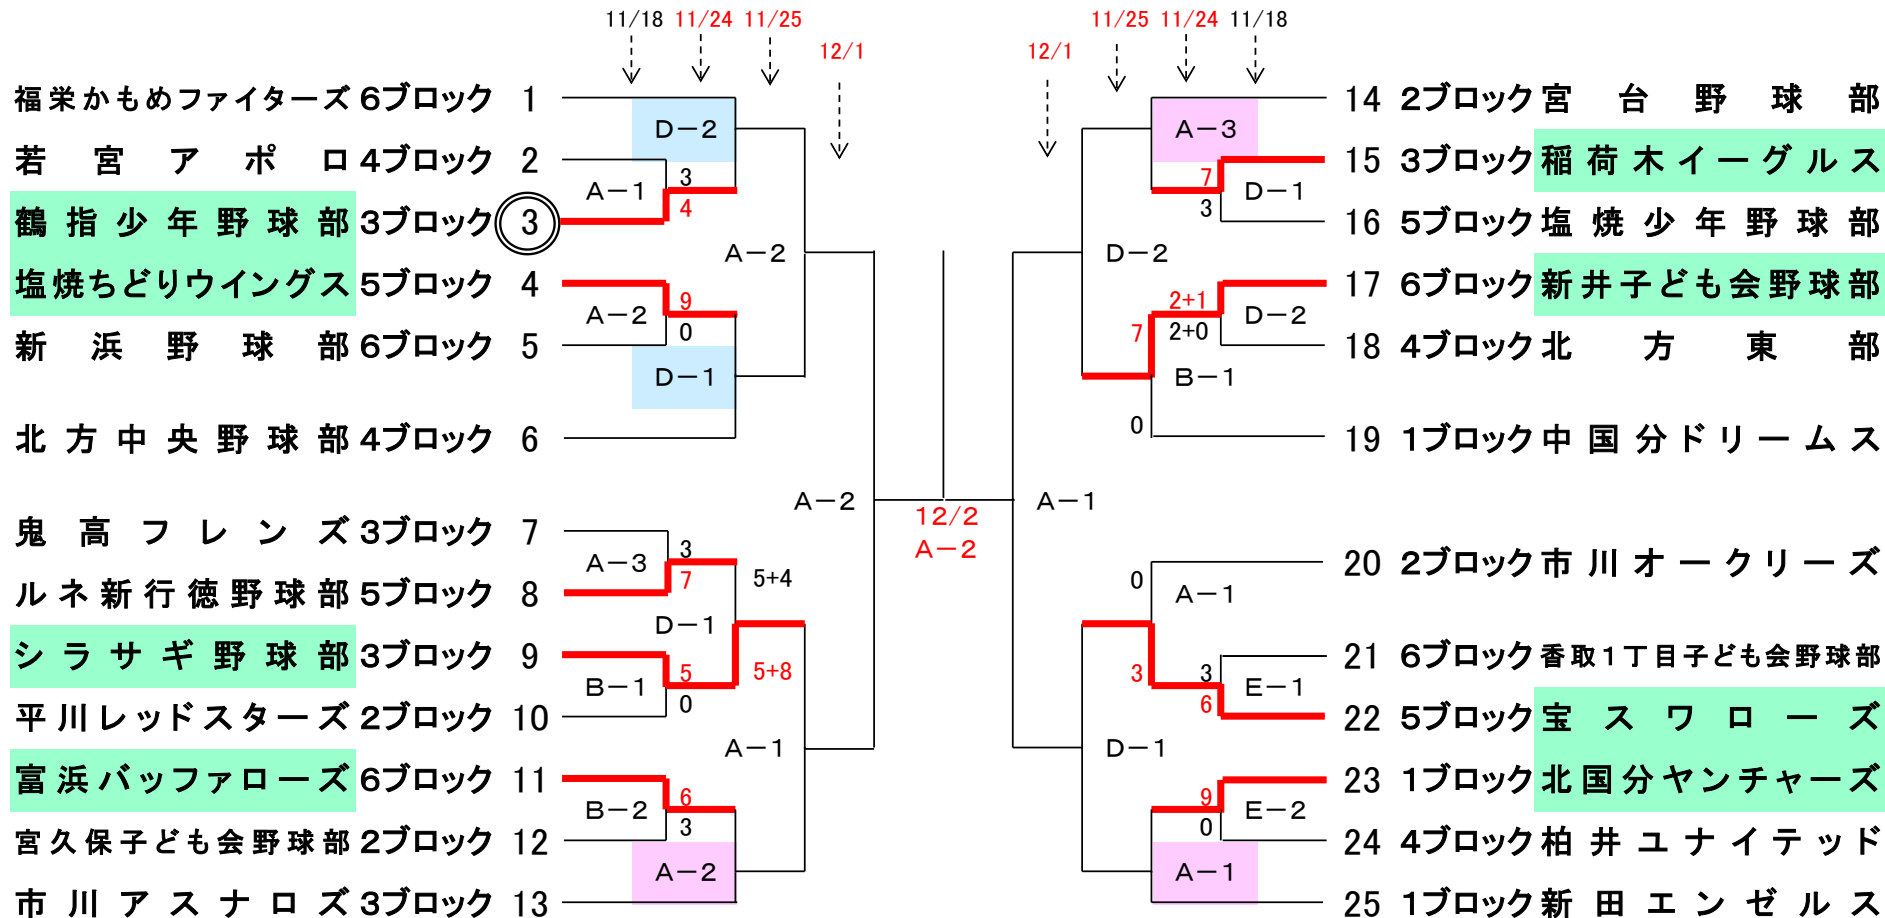 11/18 11/24 11/25 12/1 12/1 11/25 11/24 11/18
福栄かもめファイターズ 6ブロック 1
D−2
若宮アポロ 4ブロック 2
A−1 3
鶴指少年野球部 3ブロック 3
4
A−2
塩焼ちどりウイングス 5ブロック 4
A−2 9
0
新浜野球部 6ブロック 5
D−1
北方中央野球部 4ブロック 6
A−2
鬼高フレンズ 3ブロック 7
A−3 3
7 5+4
ルネ新行徳野球部 5ブロック 8
D−1
シラサギ野球部 3ブロック 9
B−1 5 5+8
0
平川レッドスターズ 2ブロック 10
A−1
富浜バッファローズ 6ブロック 11
B−2 6
3
宮久保子ども会野球部 2ブロック 12
A−2
市川アスナロズ 3ブロック 13
12/2
A−2
14 2ブロック 宮台野球部
A−3
15 3ブロック 稲荷木イーグルス
7 D−1
3
16 5ブロック 塩焼少年野球部
D−2
17 6ブロック 新井子ども会野球部
2+1 D−2
7 2+0
18 4ブロック 北方東部
B−1
0
19 1ブロック 中国分ドリームス
A−1
20 2ブロック 市川オークリーズ
0 A−1
21 6ブロック 香取1丁目子ども会野球部
3 3 E−1
6
22 5ブロック 宝スワローズ
D−1
23 1ブロック 北国分ヤンチャーズ
9 E−2
0
24 4ブロック 柏井ユナイテッド
A−1
25 1ブロック 新田エンゼルス